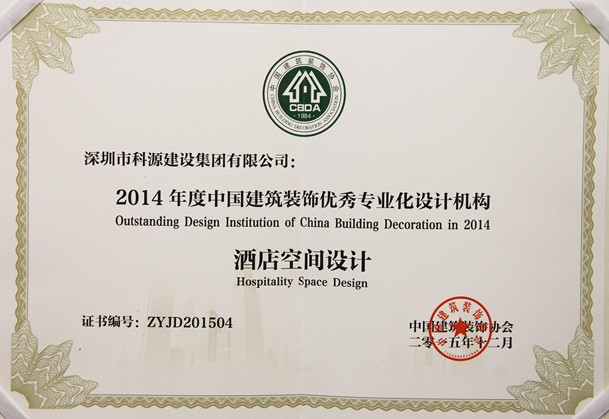 中国建筑装饰协会
CBDA
1984
CHINA BUILDING DECORATION ASSOCIATION
深圳市科源建设集团有限公司：
2014 年度中国建筑装饰优秀专业化设计机构
Outstanding Design Institution of China Building Decoration in 2014
酒店空间设计
Hospitality Space Design
证书编号：ZYJD201504
中国建筑装饰协会
二〇一五年十二月